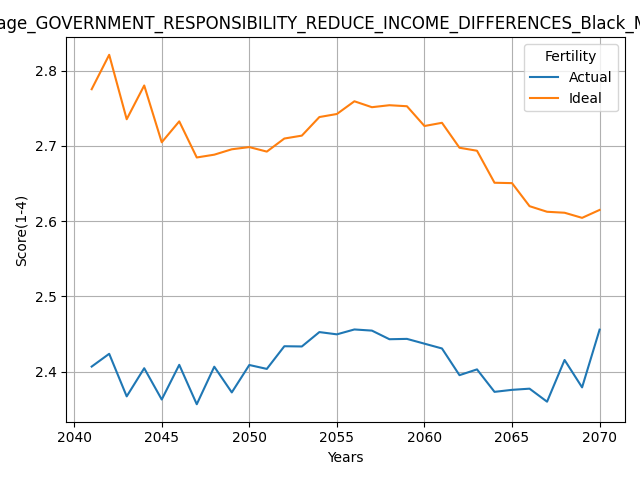 age_GOVERNMENT_RESPONSIBILITY_REDUCE_INCOME_DIFFERENCES_Black_M
Fertility
Actual
Ideal
Score(1-4)
2.8
2.7
2.6
2.5
2.4
2040 2045 2050 2055 2060 2065 2070
Years